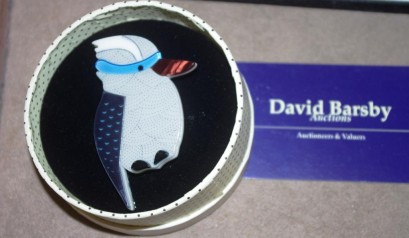 David Barsby
Auctions
Auctioneers & Valuers